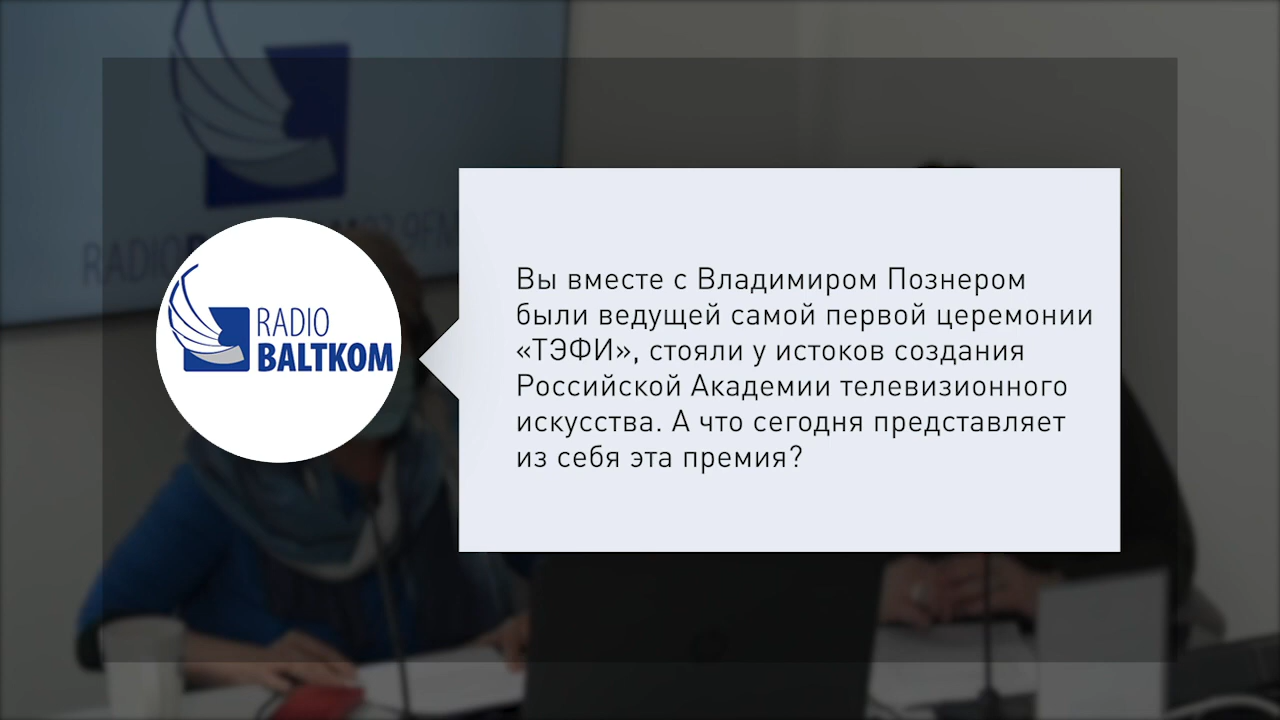 RADIO
RADIO
BALTKOM
Вы вместе с Владимиром Познером
были ведущей самой первой церемонии
«ТЭФИ», стояли у истоков создания
Российской Академии телевизионного
искусства. А что сегодня представляет
из себя эта премия?